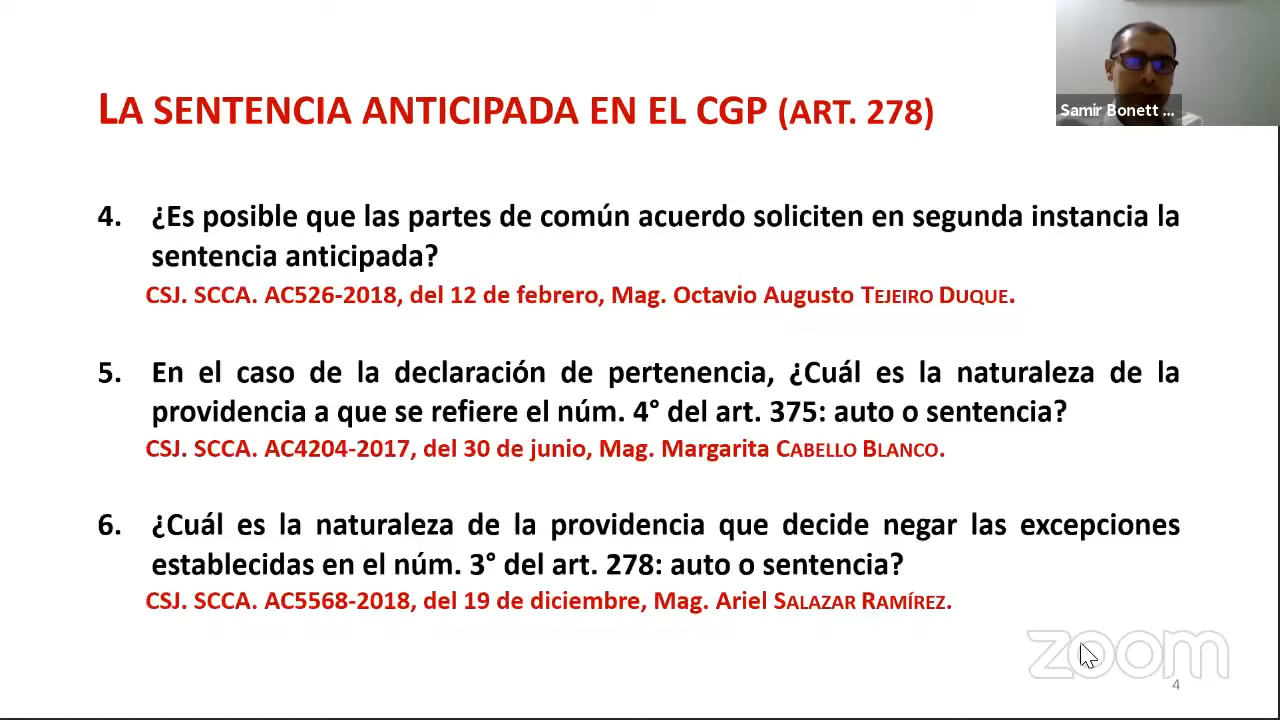 Samir Bonett ...
LA SENTENCIA ANTICIPADA EN EL CGP (ART. 278)
4. ¿Es posible que las partes de común acuerdo soliciten en segunda instancia la
sentencia anticipada?
CSJ. SCCA. AC526-2018, del 12 de febrero, Mag. Octavio Augusto TEJEIRO DUQUE.
5. En el caso de la declaración de pertenencia, ¿Cuál es la naturaleza de la
providencia a que se refiere el núm. 4° del art. 375: auto o sentencia?
CSJ. SCCA. AC4204-2017, del 30 de junio, Mag. Margarita CABELLO BLANCO.
6. ¿Cuál es la naturaleza de la providencia que decide negar las excepciones
establecidas en el núm. 3° del art. 278: auto o sentencia?
CSJ. SCCA. AC5568-2018, del 19 de diciembre, Mag. Ariel SALAZAR RAMÍREZ.
zoom
4